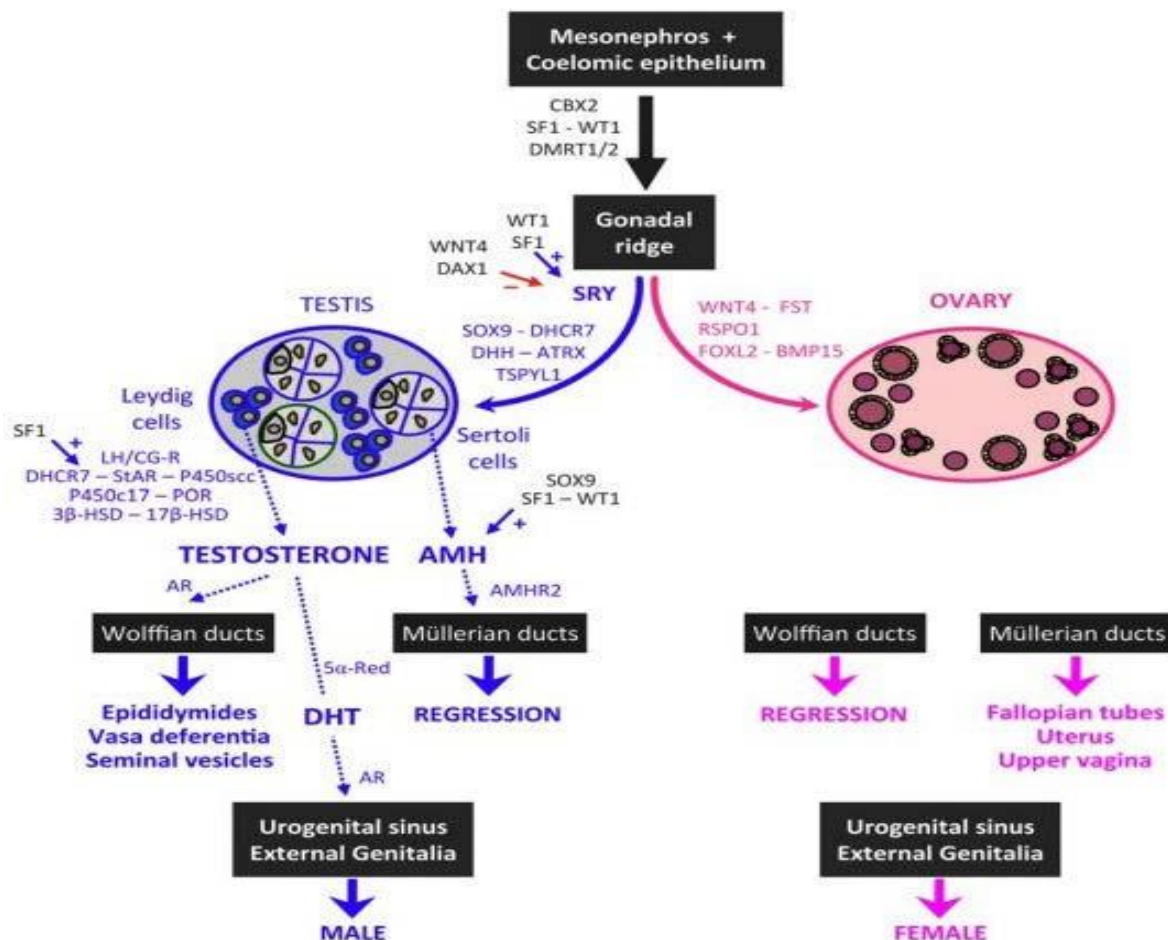 Mesonephros +
Coelomic epithelium
CBX2
SF1 - WT1
DMRT1/2
Gonadal
ridge
WT1
SF1
+
WNT4
DAX1
–
SRY
TESTIS
SOX9 - DHCR7
DHH – ATRX
TSPYL1
WNT4 - FST
RSPO1
FOXL2 - BMP15
OVARY
Leydig
cells
Sertoli
cells
SF1
+
LH/CG-R
DHCR7 – StAR – P450scc
P450c17 – POR
3β-HSD – 17β-HSD
SOX9
SF1 – WT1
+
TESTOSTERONE
AMH
AR
AMHR2
Wolffian ducts
Müllerian ducts
Wolffian ducts
Müllerian ducts
5α-Red
Epididymides
Vasa deferentia
Seminal vesicles
DHT
REGRESSION
REGRESSION
Fallopian tubes
Uterus
Upper vagina
AR
Urogenital sinus
External Genitalia
Urogenital sinus
External Genitalia
MALE
FEMALE